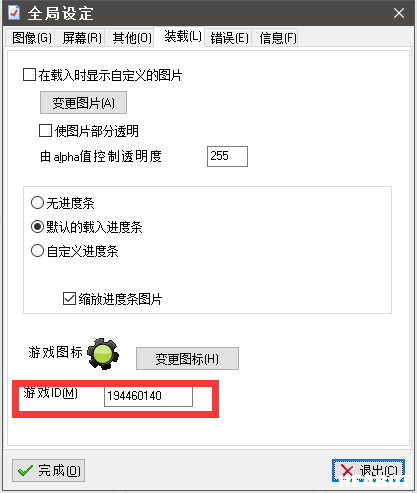 全局设定
图像(G) 屏幕(R) 其他(O) 装载(L) 错误(E) 信息(F)
在载入时显示自定义的图片
变更图片(A)
使图片部分透明
由alpha值控制透明度 255
无进度条
默认的载入进度条
自定义进度条
缩放进度条图片
游戏图标 变更图标(H)
游戏ID(M) 194460140
完成(O) 退出(C)